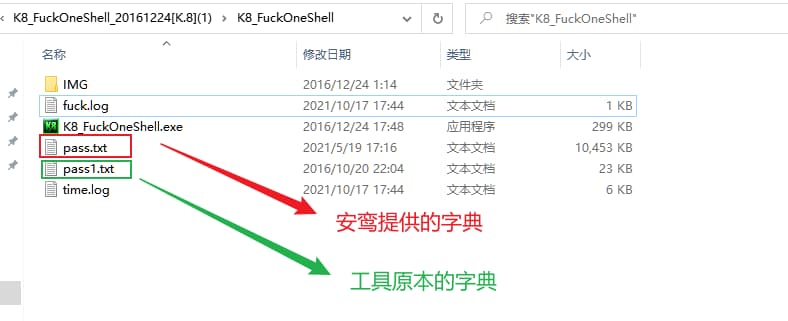 K8_FuckOneShell_20161224[K.8](1) > K8_FuckOneShell
搜索"K8_FuckOneShell"
名称 修改日期 类型 大小
IMG 2016/12/24 1:14 文件夹
fuck.log 2021/10/17 17:44 文本文档 1 KB
K8 K8_FuckOneShell.exe 2016/12/24 17:48 应用程序 299 KB
pass.txt 2021/5/19 17:16 文本文档 10,453 KB
pass1.txt 2016/10/20 22:04 文本文档 23 KB
time.log 2021/10/17 17:44 文本文档 6 KB
安鸾提供的字典
工具原本的字典